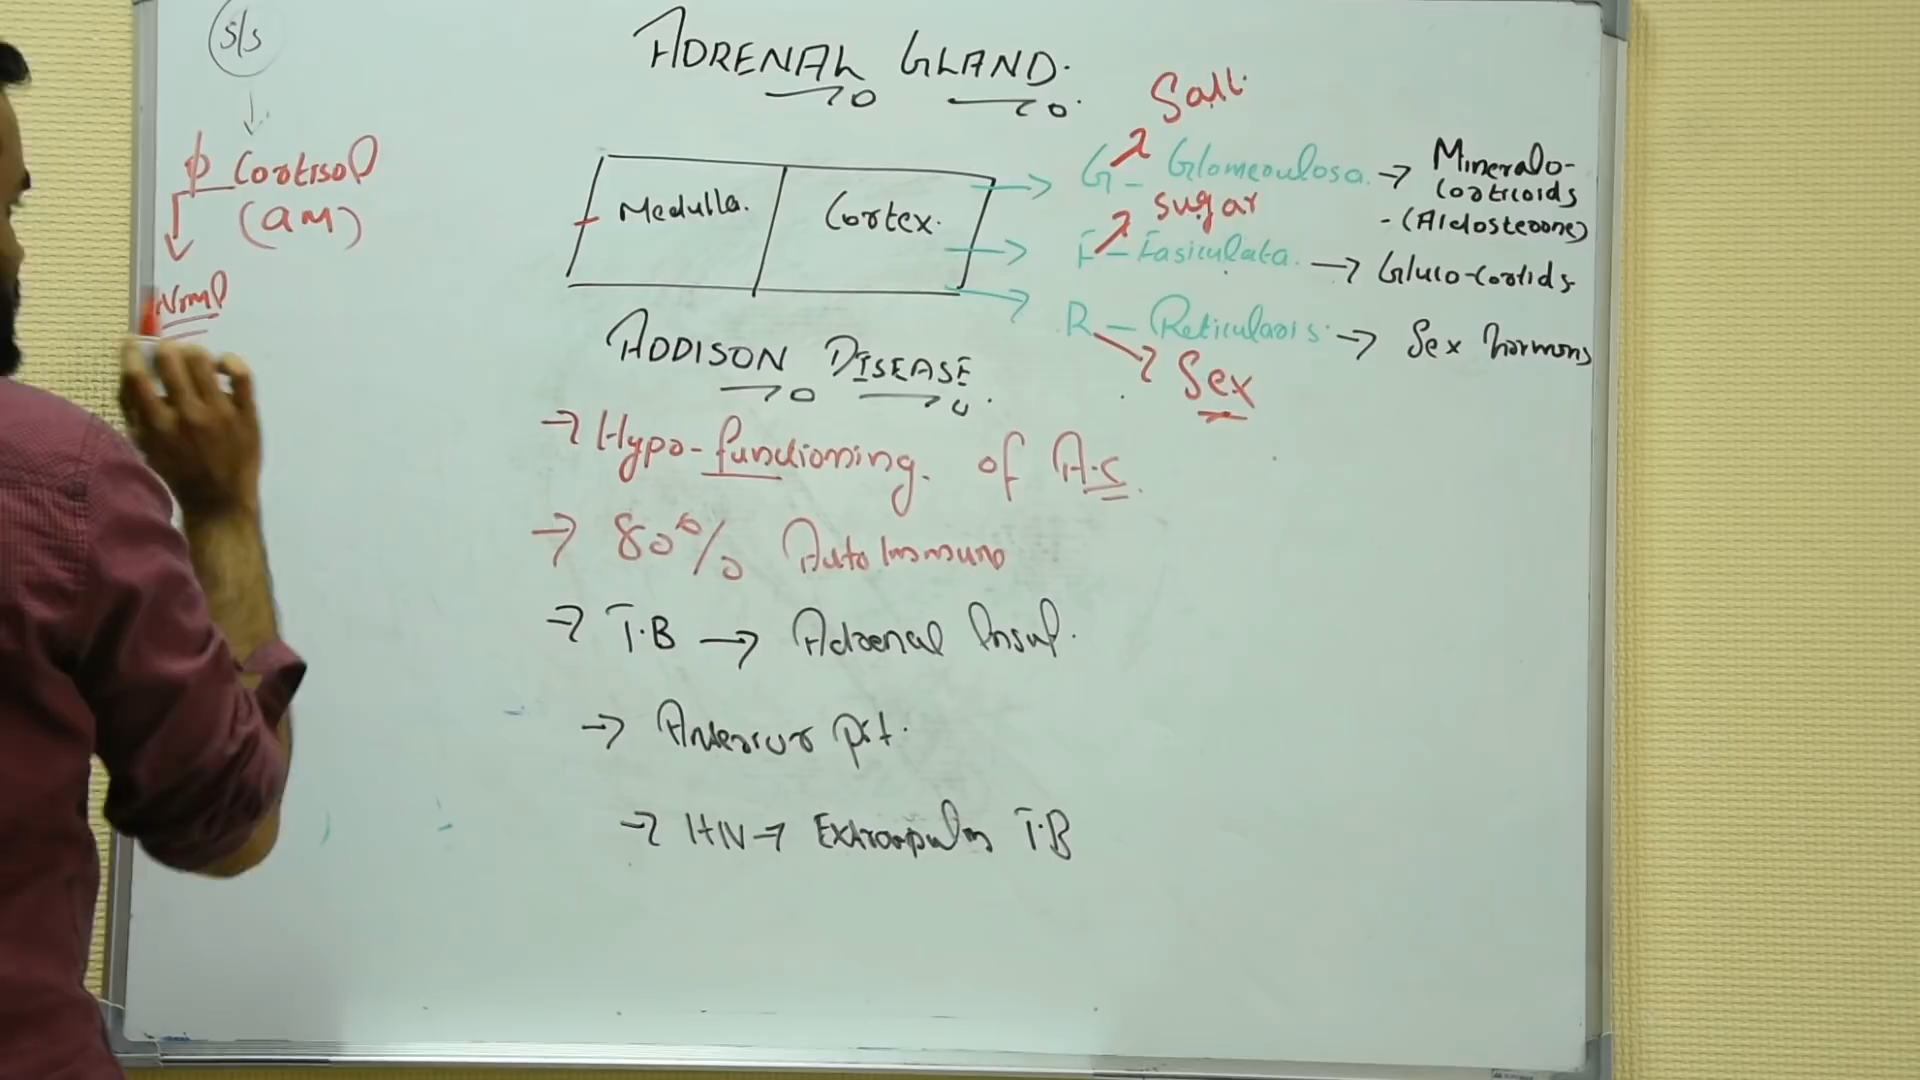 S/S
ADRENAL GLAND.
Salt
Cortisol
(am)
Norml
Medulla.
Cortex.
G - Glomerulosa. → Mineralo-
corticoids
- (Aldosterone)
sugar
F - Fasiculata. → Gluco-cortids
R - Reticularis. → Sex hormons
Sex
ADDISON DISEASE.
→ Hypo-functioning. of A.C.
→ 80% Auto Immune
→ T.B → Adrenal Insuf.
→ Anterior pit.
→ HIV → Extrapulm T.B